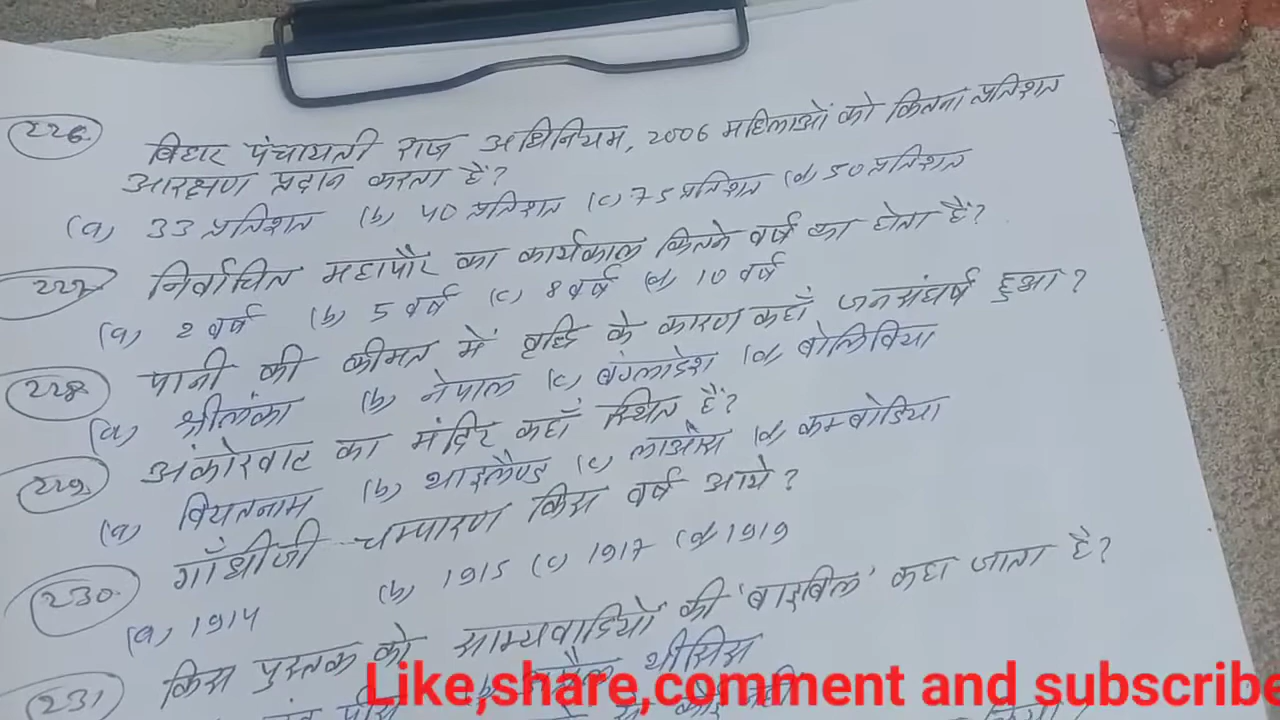 226. बिहार पंचायती राज अधिनियम, 2006 महिलाओं को कितना प्रतिशत
आरक्षण प्रदान करता है?
(a) 33 प्रतिशत (b) 40 प्रतिशत (c) 75 प्रतिशत (d) 50 प्रतिशत
227 निर्वाचित महापौर का कार्यकाल कितने वर्ष का होता है?
(a) 2 वर्ष (b) 5 वर्ष (c) 8 वर्ष (d) 10 वर्ष
228 पानी की कीमत में वृद्धि के कारण कहाँ जनसंघर्ष हुआ?
(a) श्रीलंका (b) नेपाल (c) बंगलादेश (d) बोलिविया
229. अंकोरवाट का मंदिर कहाँ स्थित है?
(a) वियतनाम (b) थाइलैण्ड (c) लाओस (d) कम्बोडिया
230. गाँधीजी चम्पारण किस वर्ष आये?
(a) 1914 (b) 1915 (c) 1917 (d) 1919
231 किस पुस्तक को साम्यवादियों की 'बाइबिल' कहा जाता है?
थीसिस
Like,share,comment and subscribe